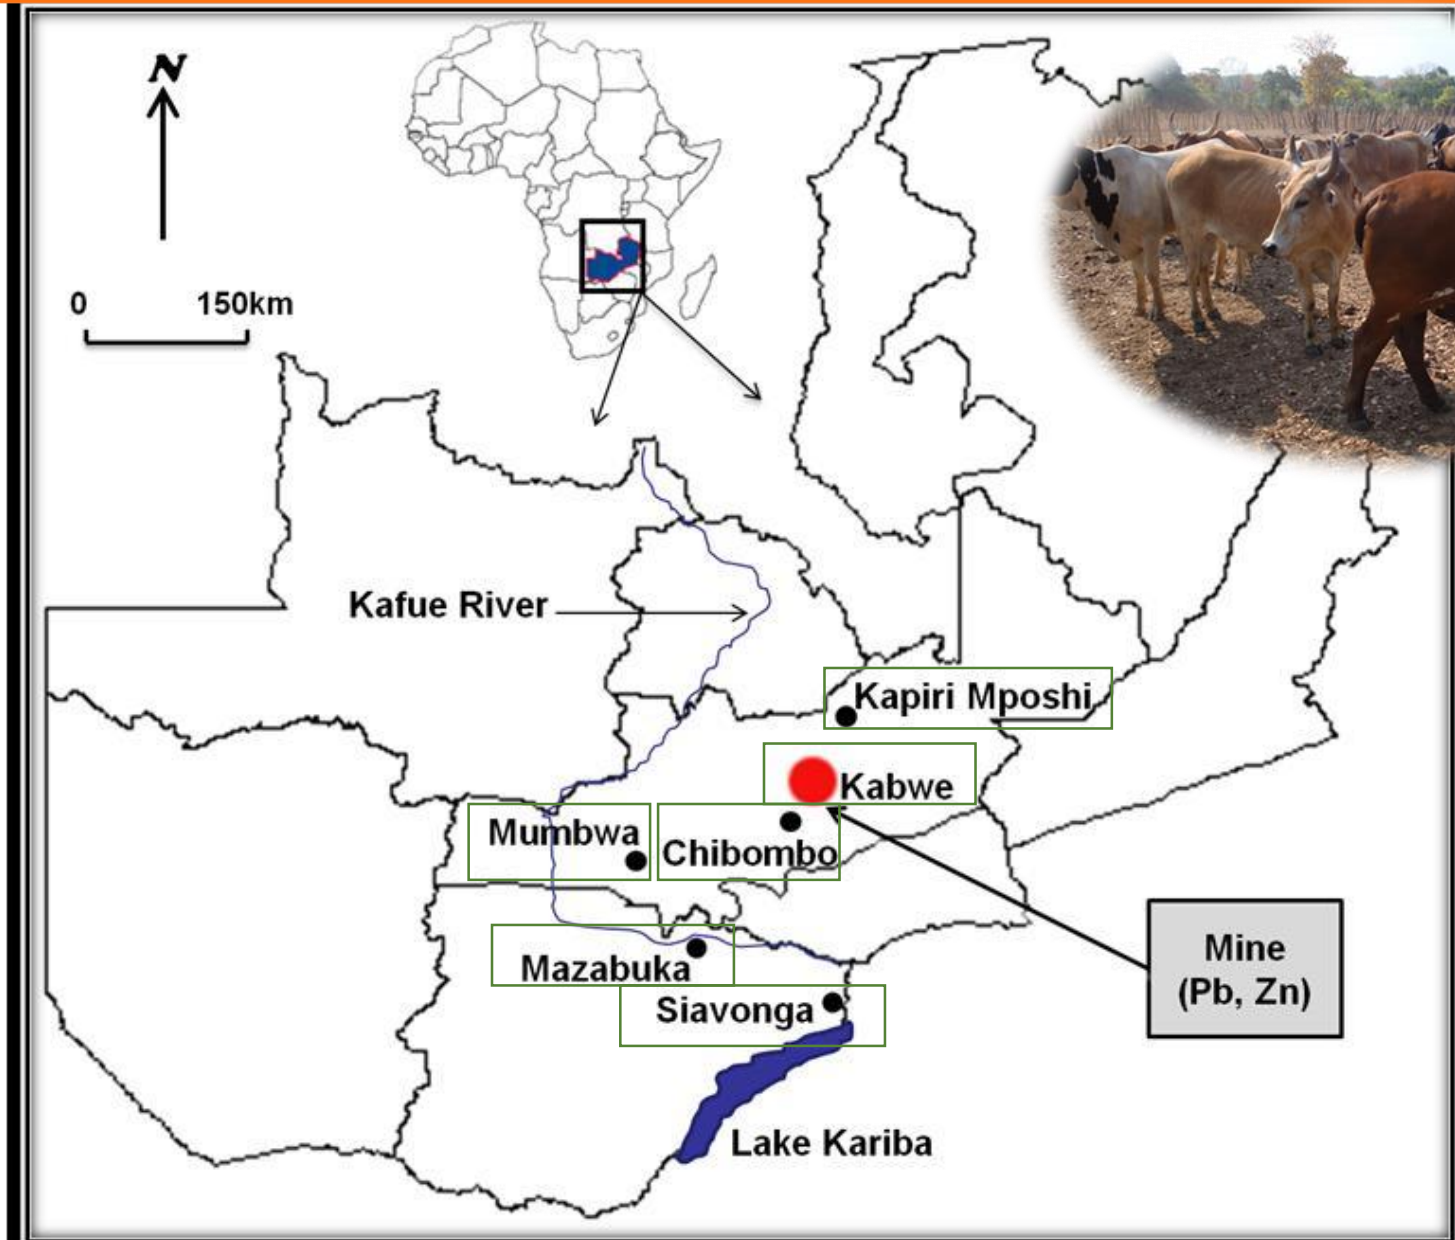 N
0 150km
Kafue River
Kapiri Mposhi
Kabwe
Mumbwa
Chibombo
Mazabuka
Siavonga
Mine
(Pb, Zn)
Lake Kariba